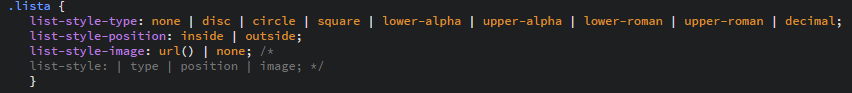 .lista {
list-style-type: none | disc | circle | square | lower-alpha | upper-alpha | lower-roman | upper-roman | decimal;
list-style-position: inside | outside;
list-style-image: url() | none; /*
list-style: | type | position | image; */
}